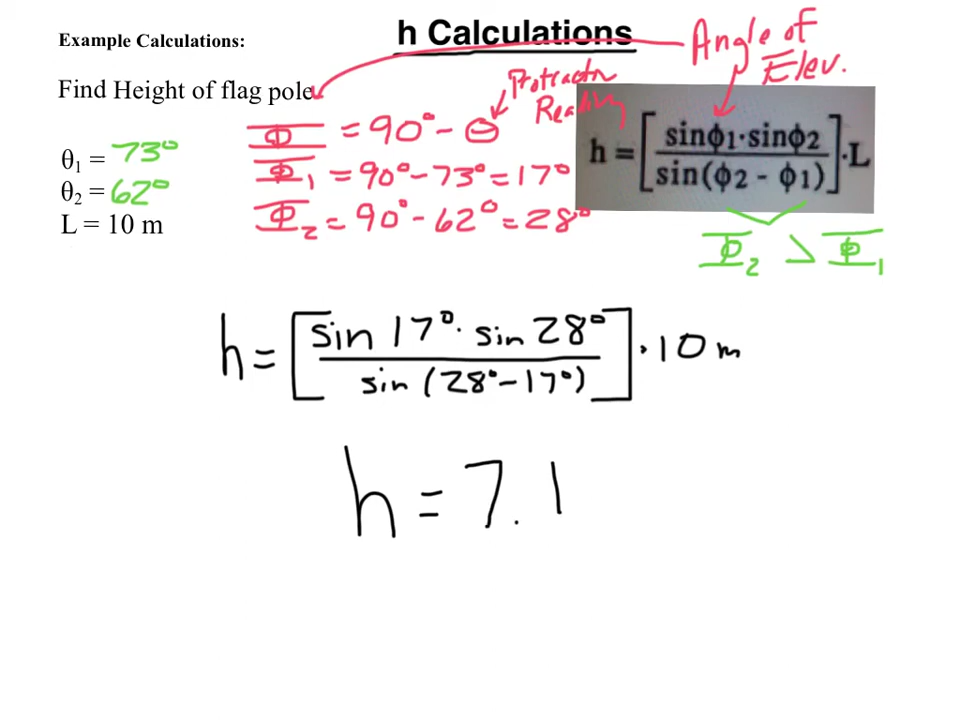 h Calculations
Example Calculations:
Angle of
Elev.
Find Height of flag pole
Protractor
Reading
Φ = 90° - θ
θ₁ = 73°
Φ₁ = 90° - 73° = 17°
h = [sinϕ1·sinϕ2 / sin(ϕ2 - ϕ1)]·L
θ₂ = 62°
Φ₂ = 90° - 62° = 28°
L = 10 m
Φ₂ > Φ₁
h = [sin 17° · sin 28° / sin (28° - 17°)] · 10 m
h = 7.1